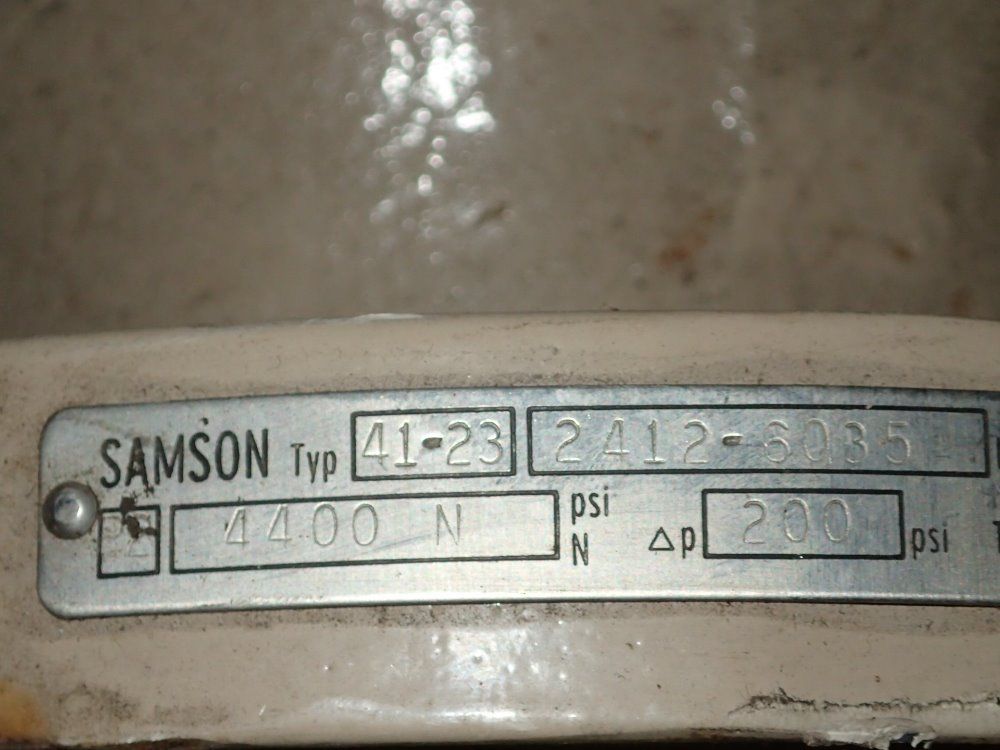 SAMSON Typ 41-23 2412-6035
4400 N psi N Δp 200 psi